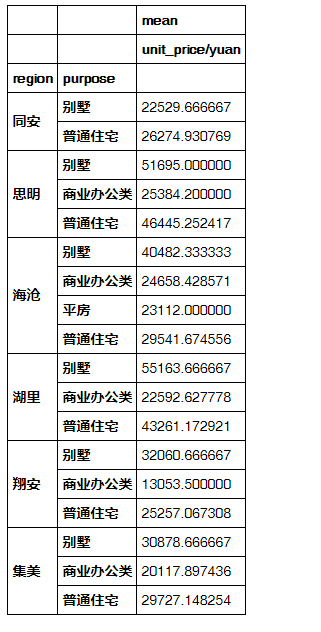 mean
unit_price/yuan
region purpose
同安 别墅 22529.666667
普通住宅 26274.930769
思明 别墅 51695.000000
商业办公类 25384.200000
普通住宅 46445.252417
海沧 别墅 40482.333333
商业办公类 24658.428571
平房 23112.000000
普通住宅 29541.674556
湖里 别墅 55163.666667
商业办公类 22592.627778
普通住宅 43261.172921
翔安 别墅 32060.666667
商业办公类 13053.500000
普通住宅 25257.067308
集美 别墅 30878.666667
商业办公类 20117.897436
普通住宅 29727.148254